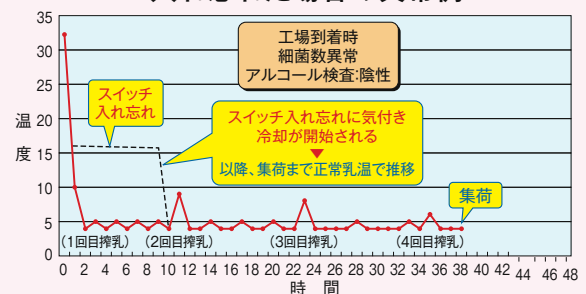 35
30
25
20
15
10
5
0
温度
工場到着時
細菌数異常
アルコール検査:陰性
スイッチ
入れ忘れ
スイッチ入れ忘れに気付き
冷却が開始される
▼
以降、集荷まで正常乳温で推移
集荷
(1回目搾乳) (2回目搾乳) (3回目搾乳) (4回目搾乳)
0 2 4 6 8 10 12 14 16 18 20 22 24 26 28 30 32 34 36 38 40 42 44 46 48
時 間